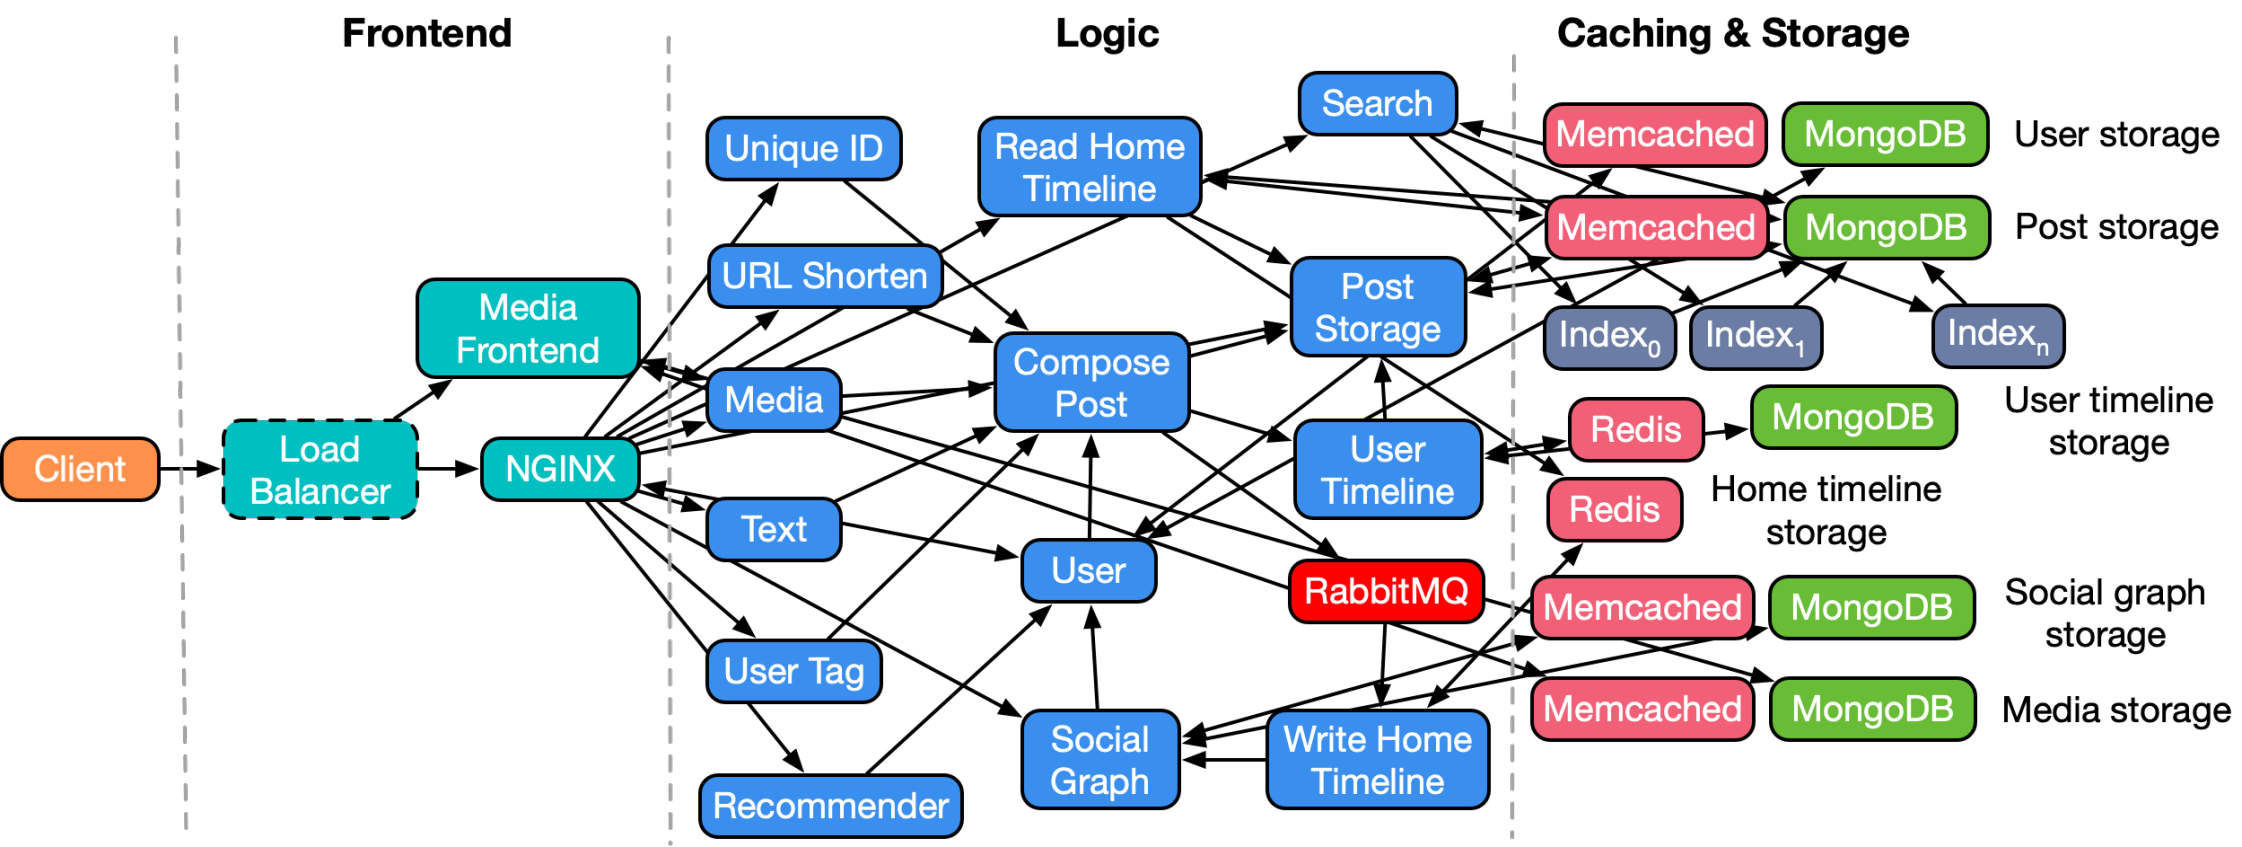 Frontend
Logic
Caching & Storage
Search
Memcached
MongoDB
User storage
Unique ID
Read Home
Timeline
Memcached
MongoDB
Post storage
URL Shorten
Media
Frontend
Post
Storage
Index0
Index1
Indexn
Compose
Post
Media
Redis
MongoDB
User timeline
storage
Client
Load
Balancer
NGINX
User
Timeline
Redis
Home timeline
storage
Text
User
RabbitMQ
Memcached
MongoDB
Social graph
storage
User Tag
Memcached
MongoDB
Media storage
Social
Graph
Write Home
Timeline
Recommender